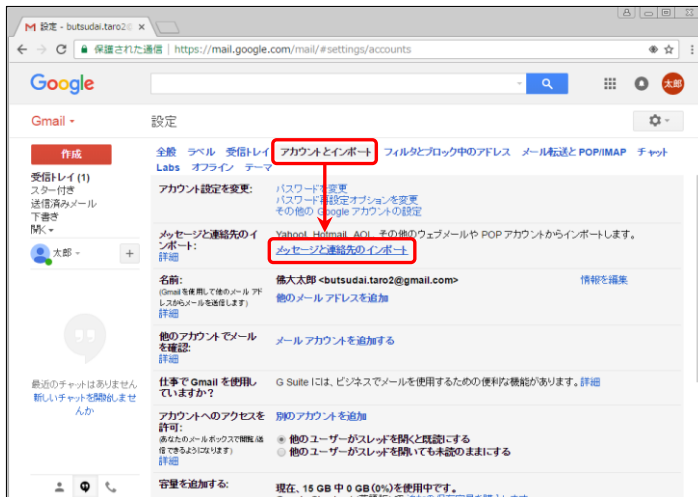 設定 - butsudai.taro2
保護された通信 | https://mail.google.com/mail/#settings/accounts
Google
太郎
Gmail
設定
作成
全般 ラベル 受信トレイ アカウントとインポート フィルタとブロック中のアドレス メール転送と POP/IMAP チャット
Labs オフライン テーマ
受信トレイ (1)
スター付き
送信済みメール
下書き
開く
太郎
最近のチャットはありません
新しいチャットを開始しませ
んか
アカウント設定を変更:
パスワードを変更
パスワード再設定オプションを変更
その他の Google アカウントの設定
メッセージと連絡先のイ
ンポート:
詳細
Yahoo!, Hotmail, AOL, その他のウェブメールや POP アカウントからインポートします。
メッセージと連絡先のインポート
名前:
(Gmail を使用して他のメール アド
レスからメールを送信します)
詳細
佛大太郎 <butsudai.taro2@gmail.com>
情報を編集
他のメール アドレスを追加
他のアカウントでメール
を確認:
詳細
メール アカウントを追加する
仕事で Gmail を使用し
ていますか?
G Suite には、ビジネスでメールを使用するための便利な機能があります。詳細
アカウントへのアクセスを
許可:
(あなたのメールボックスで閲覧/送
信できるようになります)
詳細
別のアカウントを追加
他のユーザーがスレッドを開くと既読にする
他のユーザーがスレッドを開いても未読のままにする
容量を追加する:
現在、15 GB 中 0 GB (0%) を使用中です。